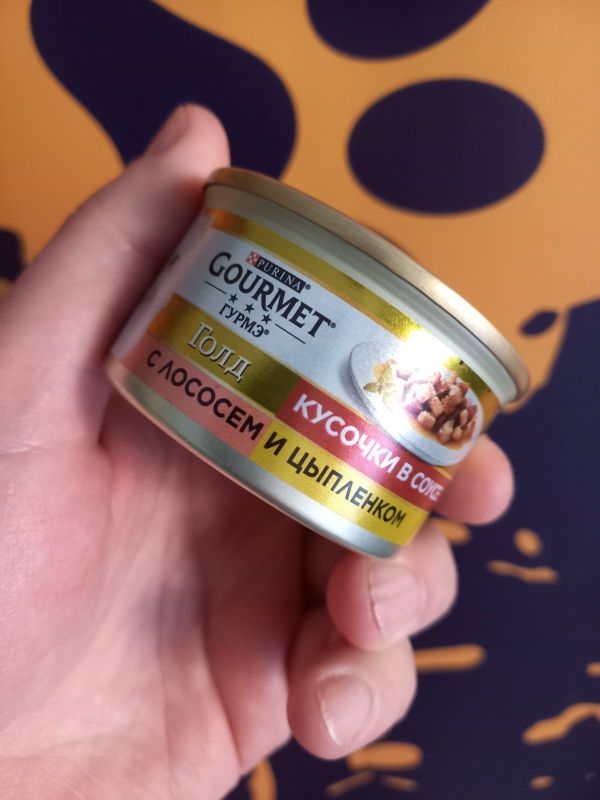 PURINA®
GOURMET®
ГУРМЭ®
Голд
КУСОЧКИ В СОУСЕ
С ЛОСОСЕМ И ЦЫПЛЕНКОМ